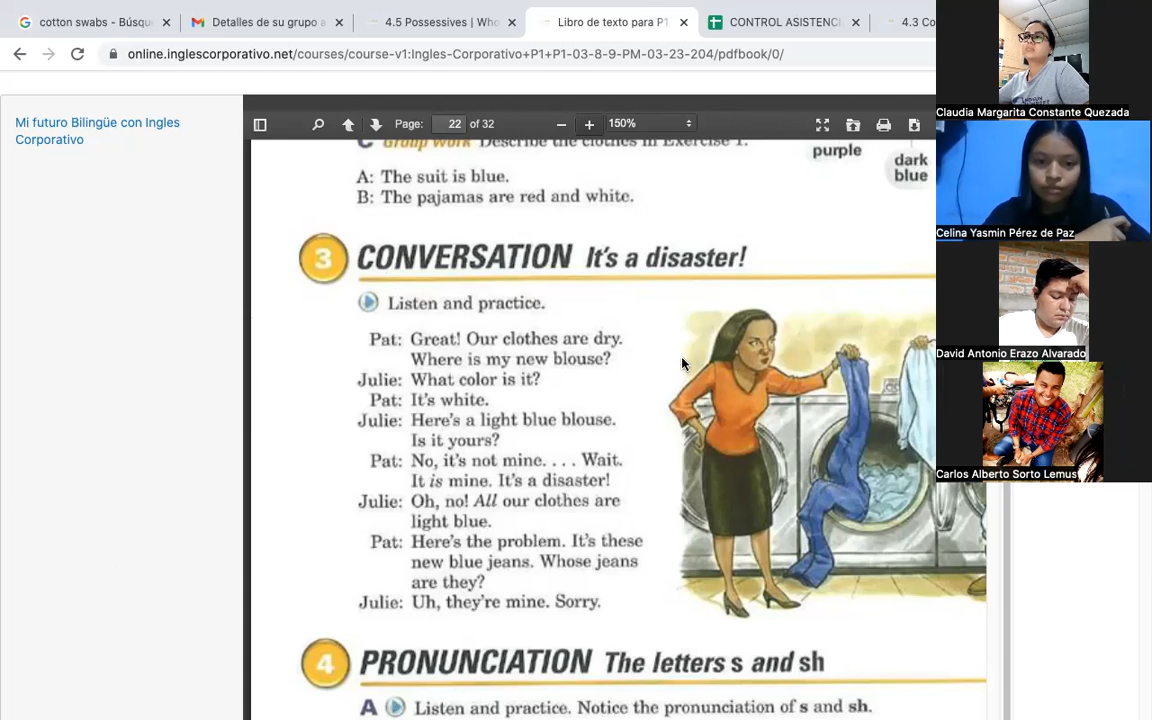 cotton swabs - Búsqu
Detalles de su grupo a
4.5 Possessives | Who
Libro de texto para P1
CONTROL ASISTENCI
4.3 Co
online.inglescorporativo.net/courses/course-v1:Ingles-Corporativo+P1+P1-03-8-9-PM-03-23-204/pdfbook/0/
Mi futuro Bilingüe con Ingles
Corporativo
Page: 22 of 32
150%
C Group Work Describe the clothes in Exercise 1.
purple
dark
blue
A: The suit is blue.
B: The pajamas are red and white.
3 CONVERSATION It's a disaster!
Listen and practice.
Pat: Great! Our clothes are dry.
Where is my new blouse?
Julie: What color is it?
Pat: It's white.
Julie: Here's a light blue blouse.
Is it yours?
Pat: No, it's not mine. . . . Wait.
It is mine. It's a disaster!
Julie: Oh, no! All our clothes are
light blue.
Pat: Here's the problem. It's these
new blue jeans. Whose jeans
are they?
Julie: Uh, they're mine. Sorry.
4 PRONUNCIATION The letters s and sh
A Listen and practice. Notice the pronunciation of s and sh.
Claudia Margarita Constante Quezada
Celina Yasmin Pérez de Paz
David Antonio Erazo Alvarado
Carlos Alberto Sorto Lemus